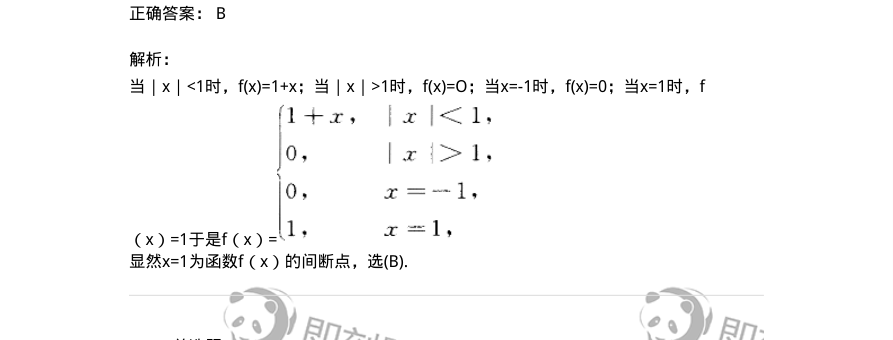 正确答案： B
解析：
当｜x｜<1时，f(x)=1+x；当｜x｜>1时，f(x)=O；当x=-1时，f(x)=0；当x=1时，f
1＋x， ｜x｜＜1，
0， ｜x｜＞1，
0， x＝－1，
1， x＝1，
（x）=1于是f（x）=
显然x=1为函数f（x）的间断点，选(B).